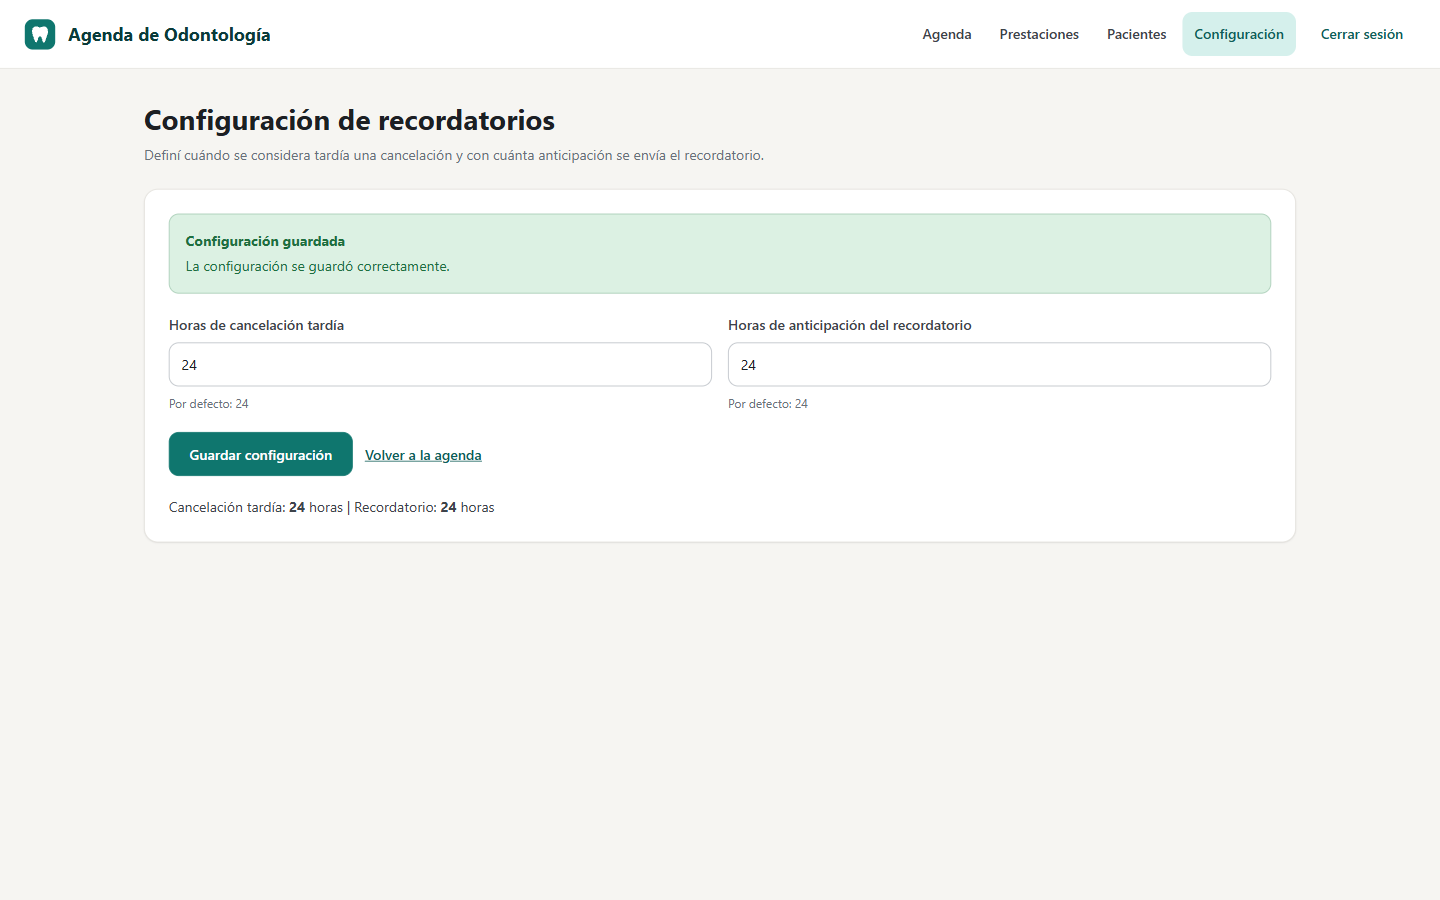 Agenda de Odontología
Agenda Prestaciones Pacientes Configuración Cerrar sesión
Configuración de recordatorios
Definí cuándo se considera tardía una cancelación y con cuánta anticipación se envía el recordatorio.
Configuración guardada
La configuración se guardó correctamente.
Horas de cancelación tardía
24
Por defecto: 24
Horas de anticipación del recordatorio
24
Por defecto: 24
Guardar configuración Volver a la agenda
Cancelación tardía: 24 horas | Recordatorio: 24 horas